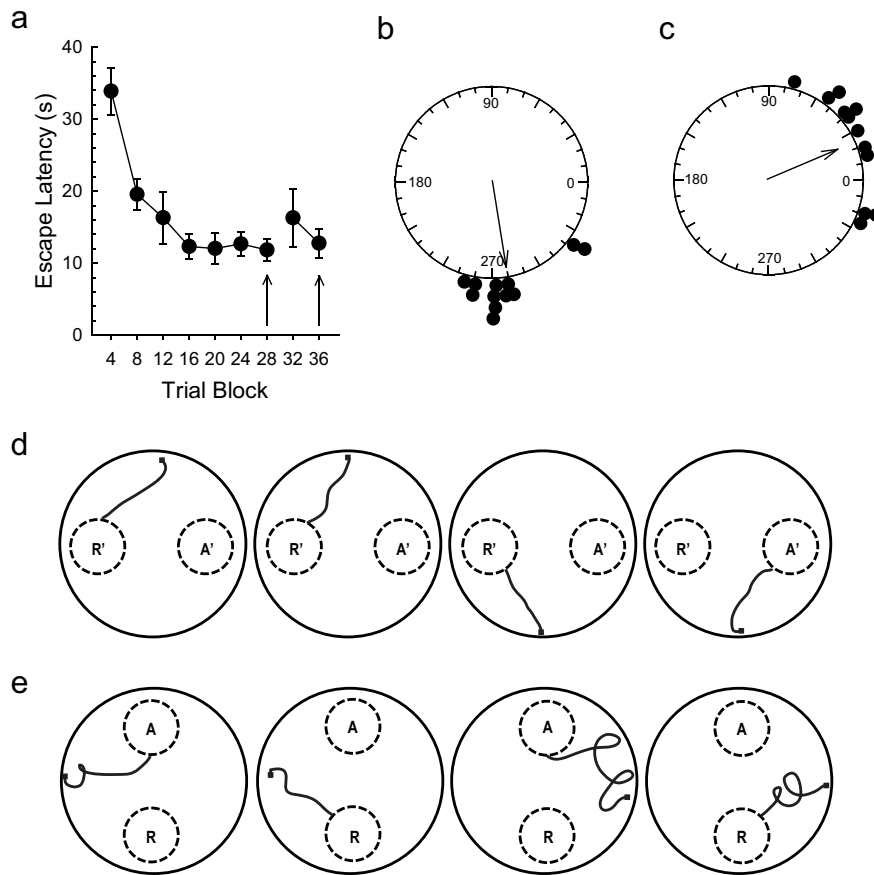 a
b
c
40
30
20
10
0
Escape Latency (s)
4 8 12 16 20 24 28 32 36
Trial Block
90
180
0
270
90
180
0
270
d
R' A' R' A' R' A' R' A'
e
A A A A
R R R R